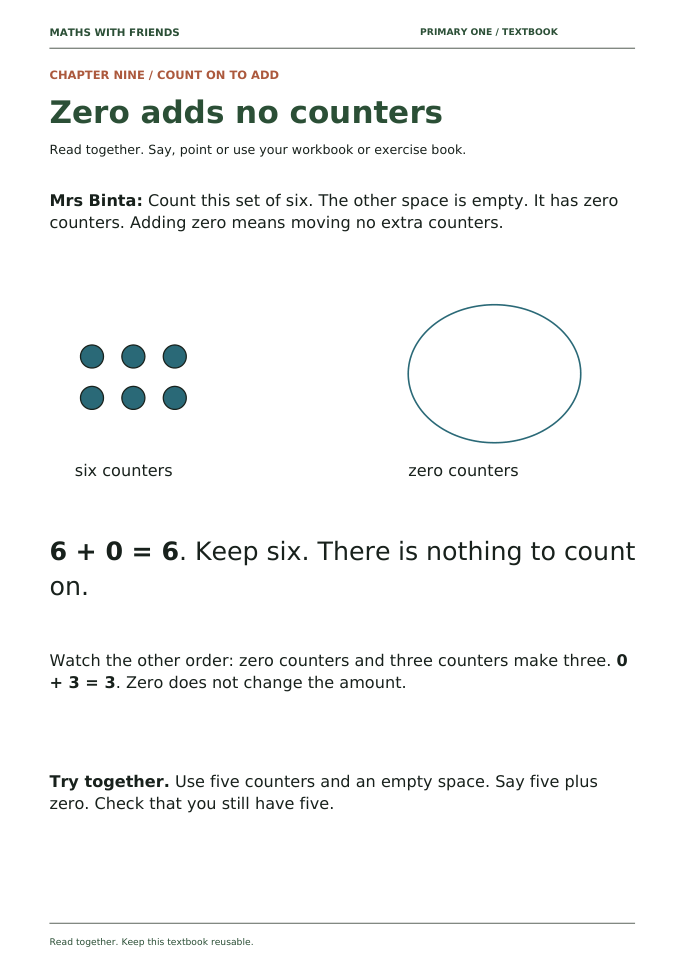 MATHS WITH FRIENDS
PRIMARY ONE / TEXTBOOK
CHAPTER NINE / COUNT ON TO ADD
Zero adds no counters
Read together. Say, point or use your workbook or exercise book.
Mrs Binta: Count this set of six. The other space is empty. It has zero
counters. Adding zero means moving no extra counters.
six counters
zero counters
6 + 0 = 6. Keep six. There is nothing to count
on.
Watch the other order: zero counters and three counters make three. 0
+ 3 = 3. Zero does not change the amount.
Try together. Use five counters and an empty space. Say five plus
zero. Check that you still have five.
Read together. Keep this textbook reusable.